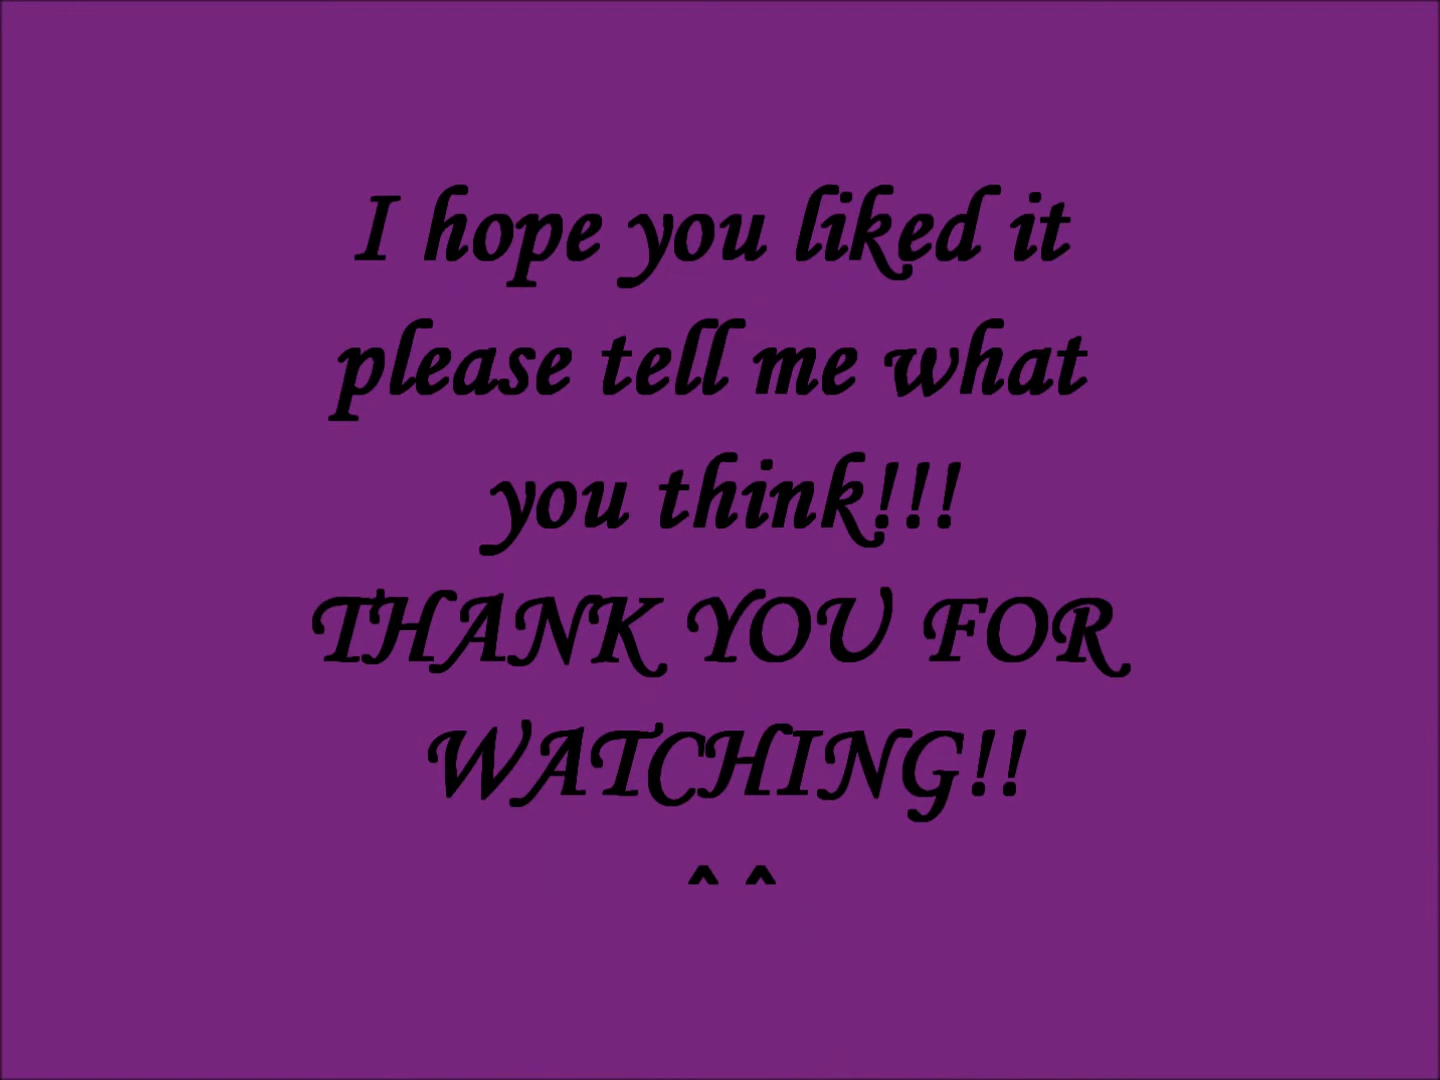 I hope you liked it
please tell me what
you think!!!
THANK YOU FOR
WATCHING!!
^ ^